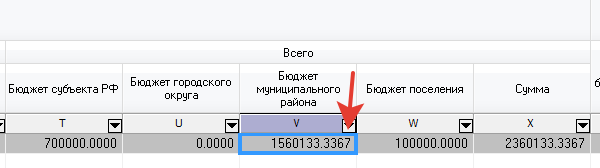 Всего
Бюджет субъекта РФ
Бюджет городского
округа
Бюджет
муниципального
района
Бюджет поселения
Сумма
б
T U V W X
700000.0000 0.0000 1560133.3367 100000.0000 2360133.3367